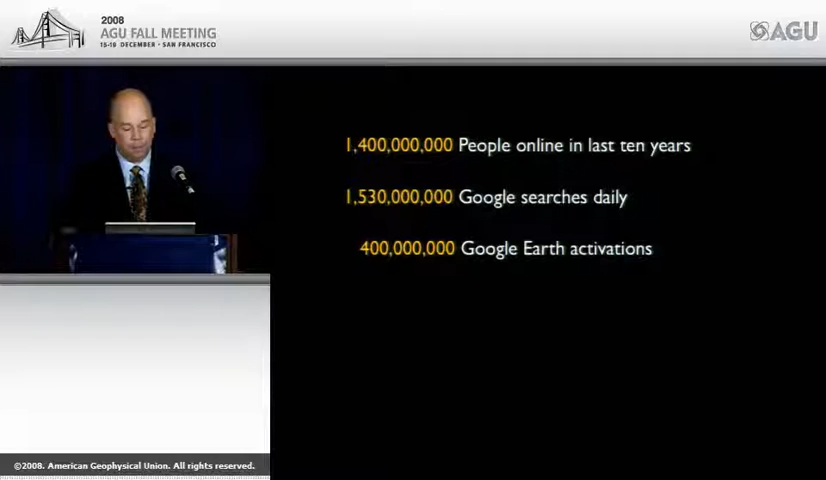 2008
AGU FALL MEETING
15-19 DECEMBER • SAN FRANCISCO
AGU
1,400,000,000 People online in last ten years
1,530,000,000 Google searches daily
400,000,000 Google Earth activations
©2008. American Geophysical Union. All rights reserved.